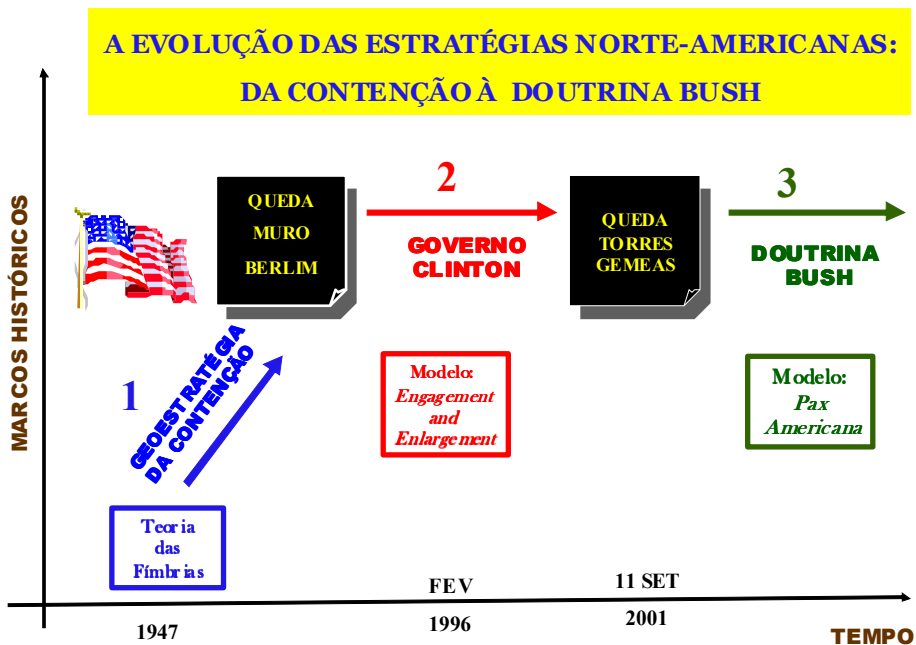 A EVOLUÇÃO DAS ESTRATÉGIAS NORTE-AMERICANAS:
DA CONTENÇÃO À DOUTRINA BUSH
MARCOS HISTÓRICOS
QUEDA
MURO
BERLIM
2
GOVERNO
CLINTON
QUEDA
TORRES
GEMEAS
3
DOUTRINA
BUSH
1
GEOESTRATÉGIA
DA CONTENÇÃO
Modelo:
Engagement
and
Enlargement
Modelo:
Pax
Americana
Teoria
das
Fímbrias
FEV
11 SET
1947
1996
2001
TEMPO